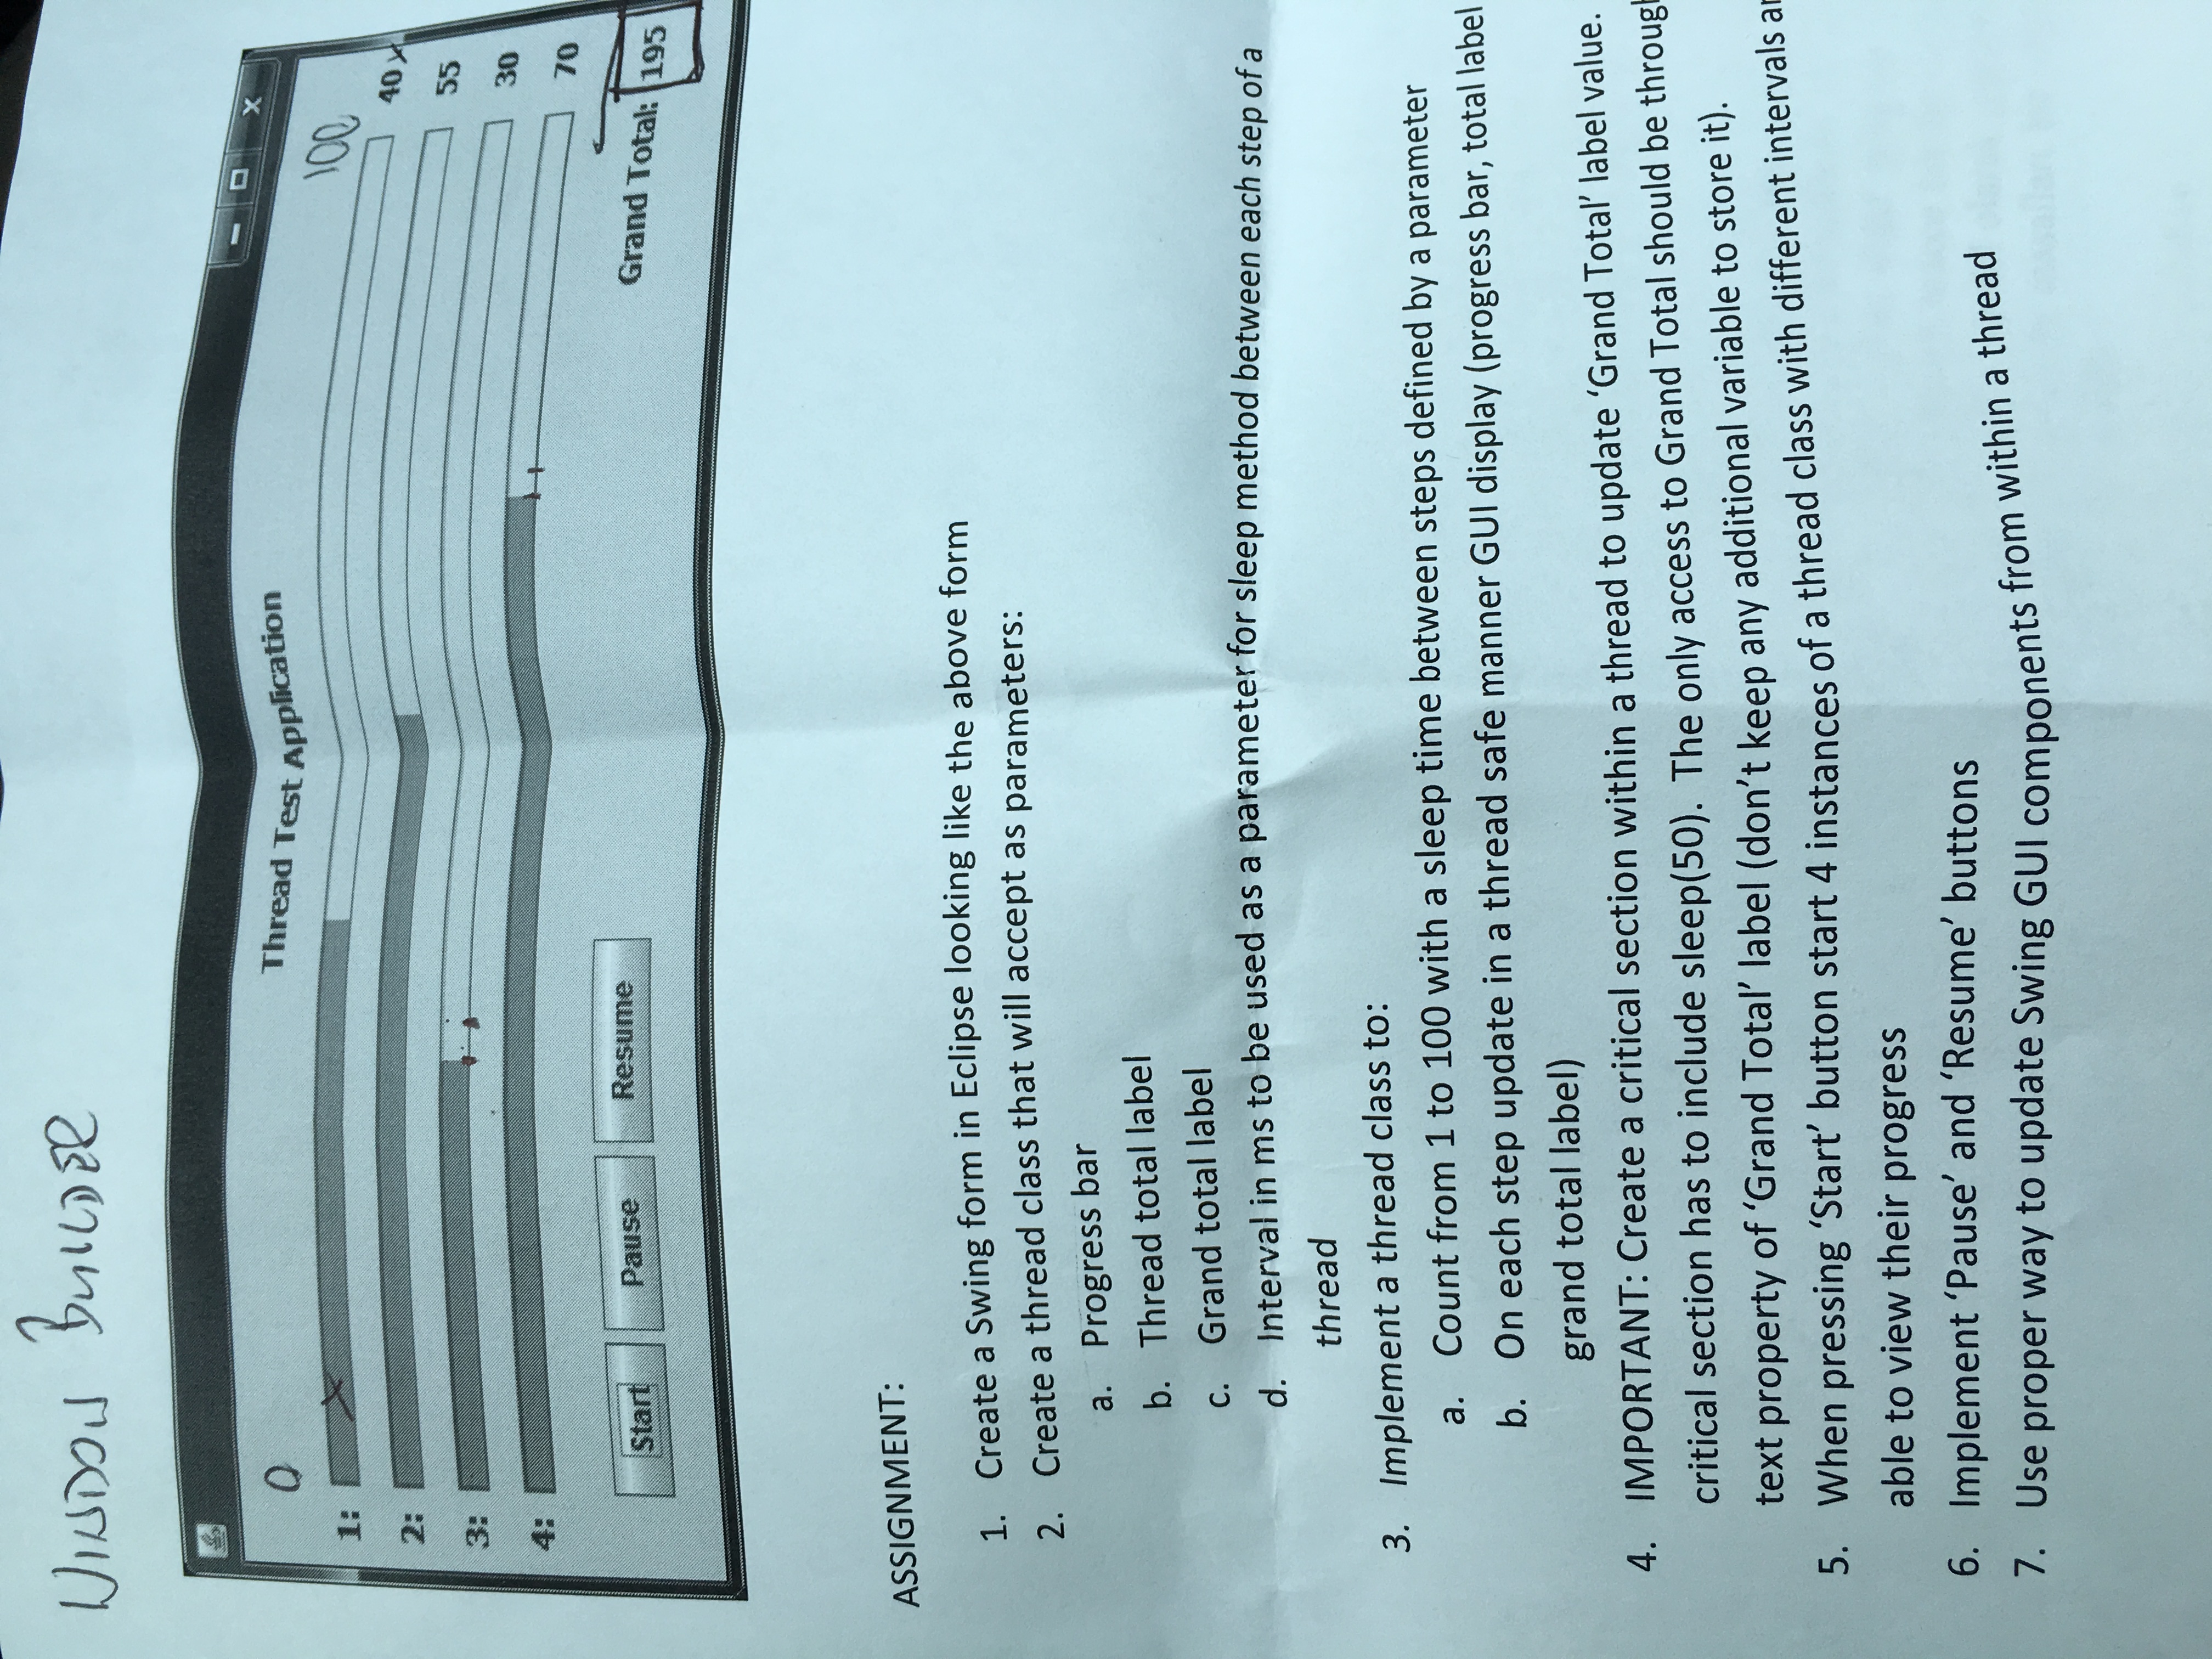 WINDOW BUILDER
Thread Test Application
0
100
1:
40
2:
55
3:
30
4:
70
Start Pause Resume
Grand Total: 195
ASSIGNMENT:
1. Create a Swing form in Eclipse looking like the above form
2. Create a thread class that will accept as parameters:
a. Progress bar
b. Thread total label
c. Grand total label
d. Interval in ms to be used as a parameter for sleep method between each step of a
thread
3. Implement a thread class to:
a. Count from 1 to 100 with a sleep time between steps defined by a parameter
b. On each step update in a thread safe manner GUI display (progress bar, total label
grand total label)
4. IMPORTANT: Create a critical section within a thread to update ‘Grand Total’ label value.
critical section has to include sleep(50). The only access to Grand Total should be through
text property of ‘Grand Total’ label (don’t keep any additional variable to store it).
5. When pressing ‘Start’ button start 4 instances of a thread class with different intervals
able to view their progress
6. Implement ‘Pause’ and ‘Resume’ buttons
7. Use proper way to update Swing GUI components from within a thread